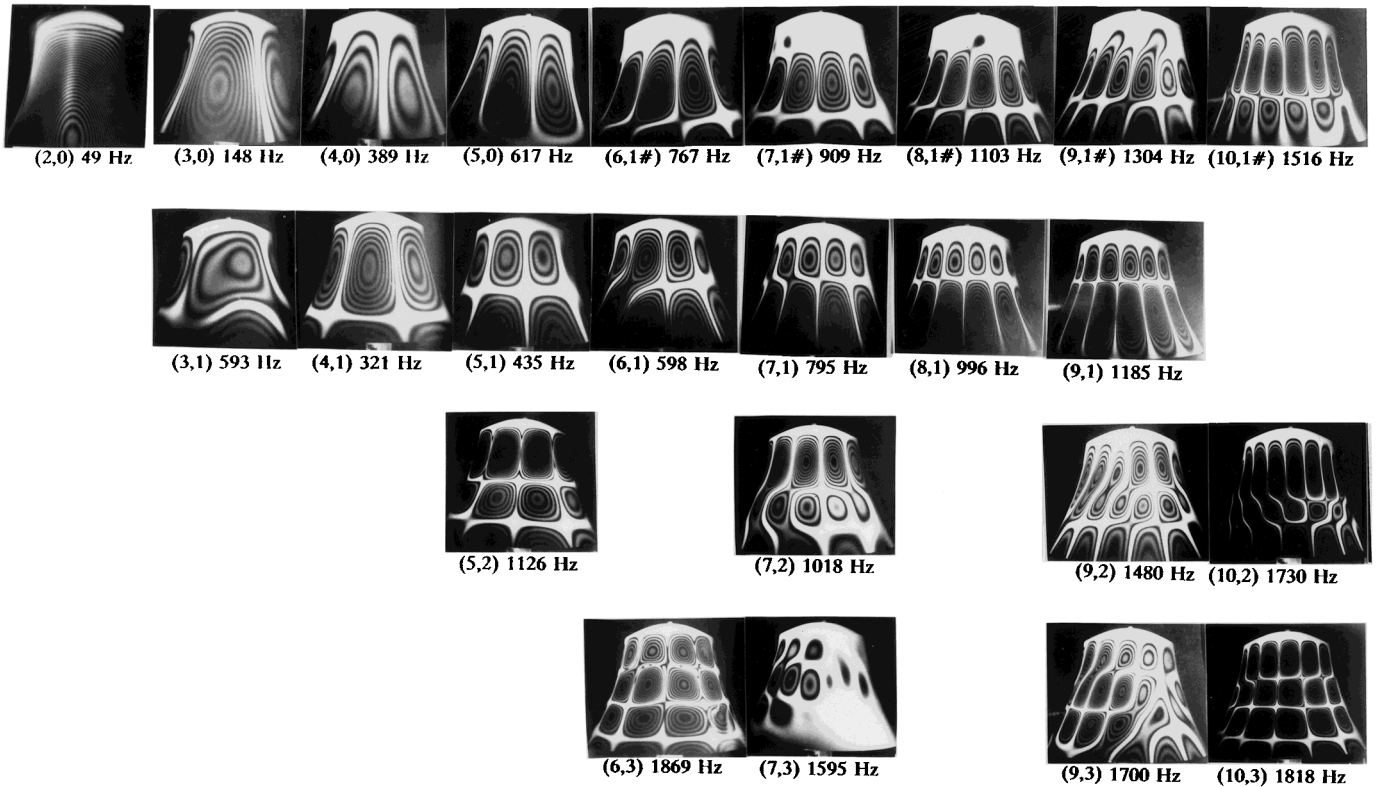 (2,0) 49 Hz (3,0) 148 Hz (4,0) 389 Hz (5,0) 617 Hz (6,1#) 767 Hz (7,1#) 909 Hz (8,1#) 1103 Hz (9,1#) 1304 Hz (10,1#) 1516 Hz
(3,1) 593 Hz (4,1) 321 Hz (5,1) 435 Hz (6,1) 598 Hz (7,1) 795 Hz (8,1) 996 Hz (9,1) 1185 Hz
(5,2) 1126 Hz (7,2) 1018 Hz (9,2) 1480 Hz (10,2) 1730 Hz
(6,3) 1869 Hz (7,3) 1595 Hz (9,3) 1700 Hz (10,3) 1818 Hz